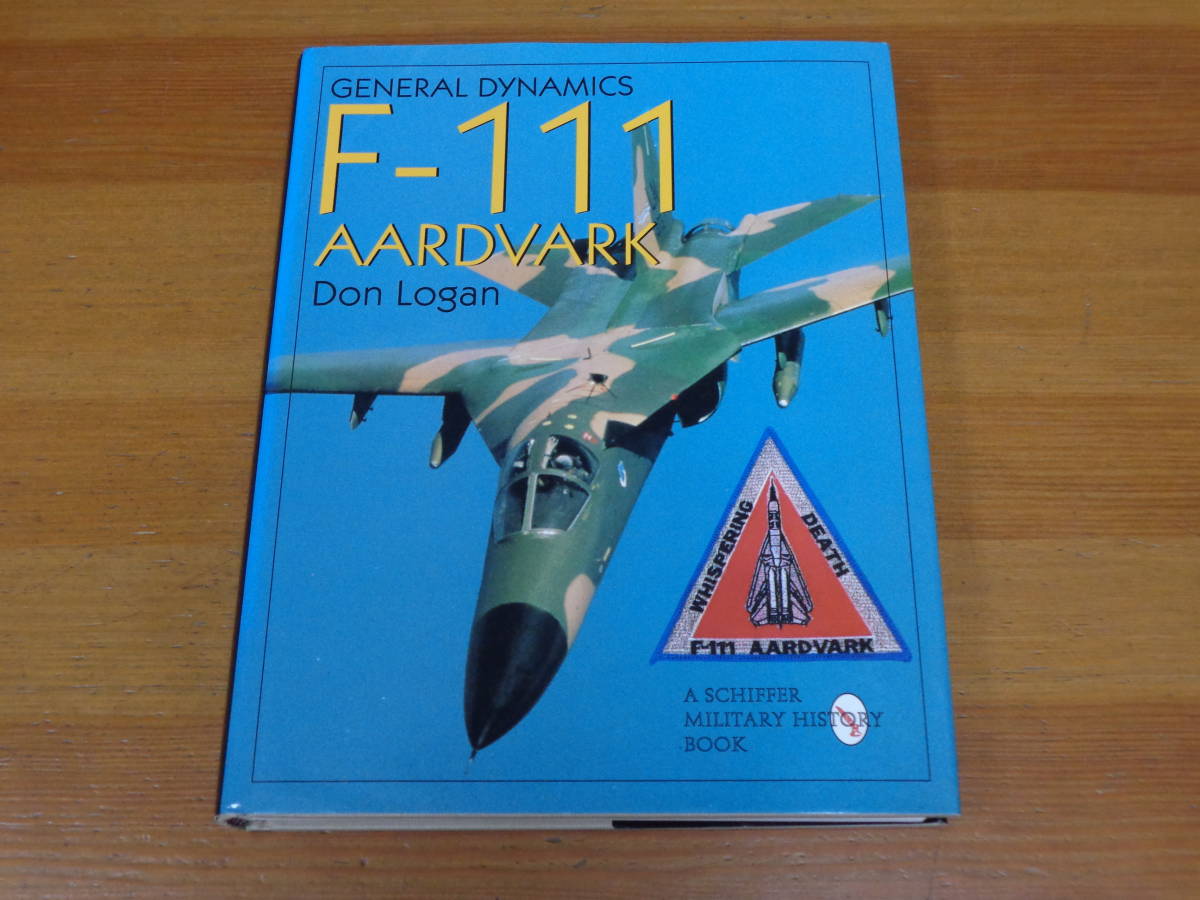 GENERAL DYNAMICS
F-111
AARDVARK
Don Logan
WHISPERING
DEATH
F-111 AARDVARK
A SCHIFFER
MILITARY HISTORY
BOOK